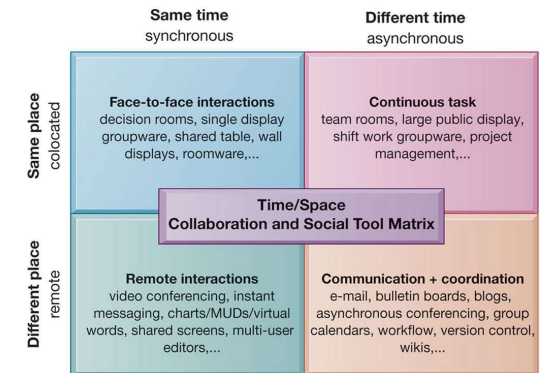 Same time
synchronous
Different time
asynchronous
Same place
colocated
Face-to-face interactions
decision rooms, single display
groupware, shared table, wall
displays, roomware,...
Continuous task
team rooms, large public display,
shift work groupware, project
management,...
Time/Space
Collaboration and Social Tool Matrix
Different place
remote
Remote interactions
video conferencing, instant
messaging, charts/MUDs/virtual
words, shared screens, multi-user
editors,...
Communication + coordination
e-mail, bulletin boards, blogs,
asynchronous conferencing, group
calendars, workflow, version control,
wikis,...